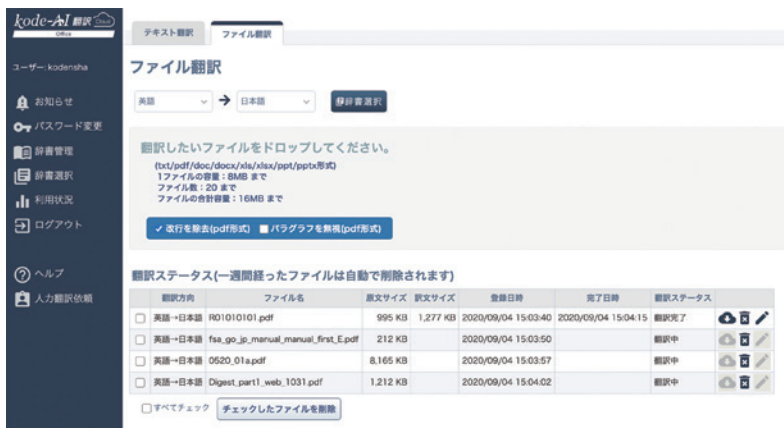 kode-AI 翻訳 Cloud
Office
ユーザー: kodensha
お知らせ
パスワード変更
辞書管理
辞書選択
利用状況
ログアウト
ヘルプ
人力翻訳依頼
テキスト翻訳 ファイル翻訳
ファイル翻訳
英語 → 日本語 辞書選択
翻訳したいファイルをドロップしてください。
(txt/pdf/doc/docx/xls/xlsx/ppt/pptx形式)
1ファイルの容量：8MB まで
ファイル数：20 まで
ファイルの合計容量：16MB まで
✓ 改行を除去(pdf形式) パラグラフを無視(pdf形式)
翻訳ステータス(一週間経ったファイルは自動で削除されます)
翻訳方向 ファイル名 原文サイズ 訳文サイズ 登録日時 完了日時 翻訳ステータス
英語→日本語 R01010101.pdf 995 KB 1,277 KB 2020/09/04 15:03:40 2020/09/04 15:04:15 翻訳完了
英語→日本語 fsa_go_jp_manual_manual_first_E.pdf 212 KB 2020/09/04 15:03:50 翻訳中
英語→日本語 0520_01a.pdf 8,165 KB 2020/09/04 15:03:57 翻訳中
英語→日本語 Digest_part1_web_1031.pdf 1,212 KB 2020/09/04 15:04:02 翻訳中
すべてチェック チェックしたファイルを削除